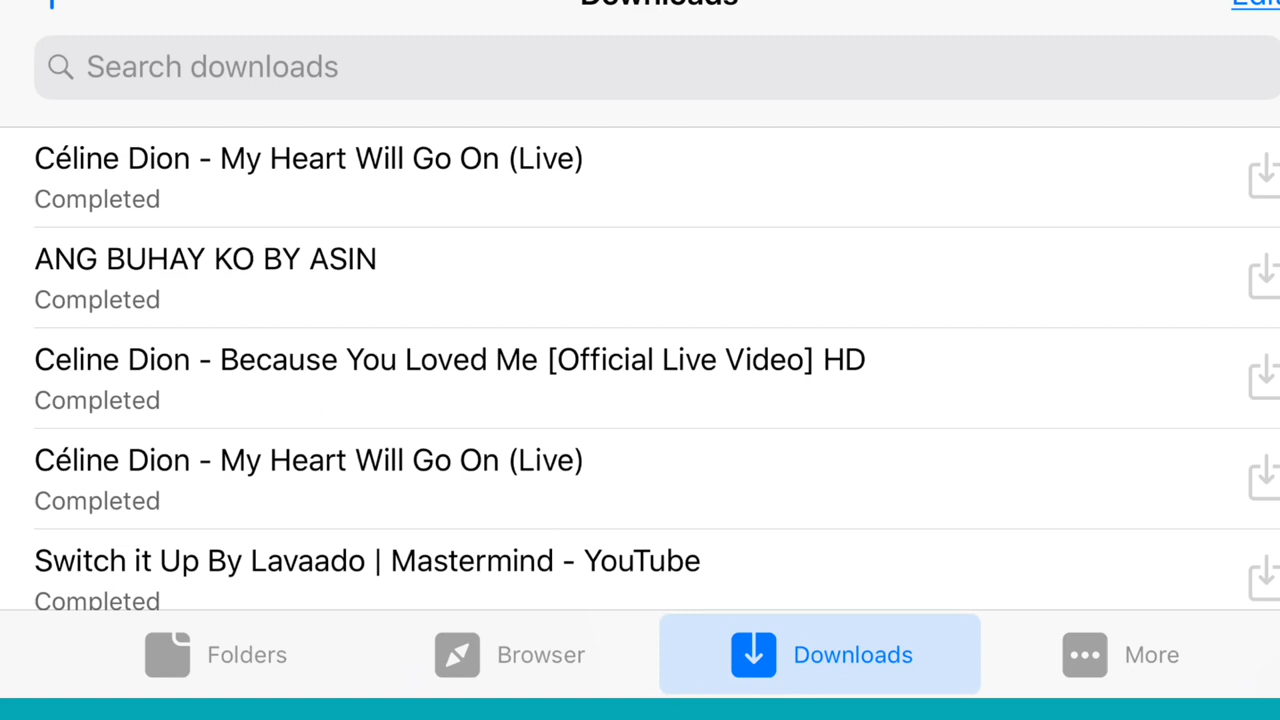 Downloads
Edit
Search downloads
Céline Dion - My Heart Will Go On (Live)
Completed
ANG BUHAY KO BY ASIN
Completed
Celine Dion - Because You Loved Me [Official Live Video] HD
Completed
Céline Dion - My Heart Will Go On (Live)
Completed
Switch it Up By Lavaado | Mastermind - YouTube
Completed
Folders
Browser
Downloads
More